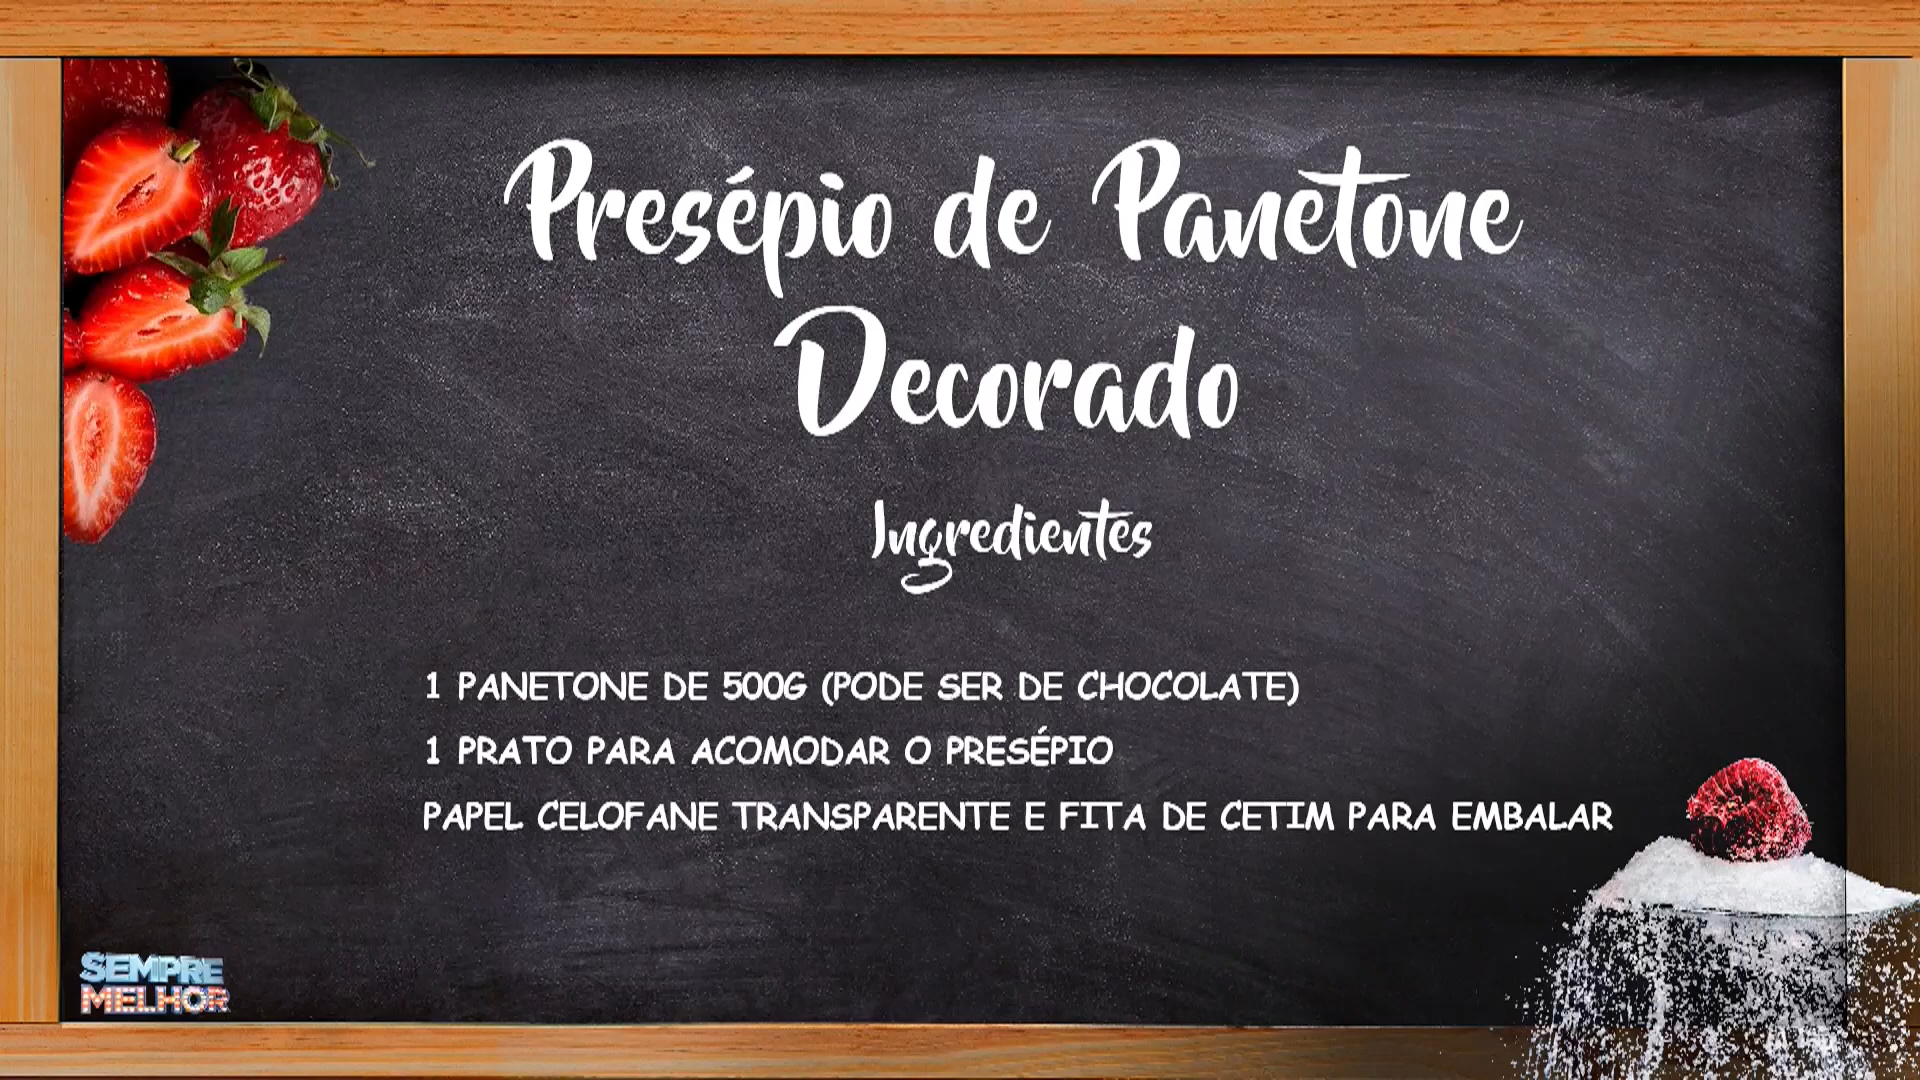 Presépio de Panetone
Decorado
Ingredientes
1 PANETONE DE 500G (PODE SER DE CHOCOLATE)
1 PRATO PARA ACOMODAR O PRESÉPIO
PAPEL CELOFANE TRANSPARENTE E FITA DE CETIM PARA EMBALAR
SEMPRE
MELHOR